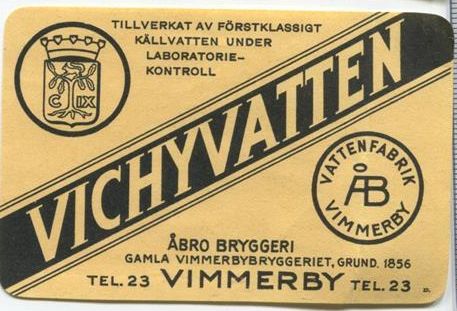 TILLVERKAT AV FÖRSTKLASSIGT
KÄLLVATTEN UNDER
LABORATORIE-
KONTROLL
C IX
VICHYVATTEN
VATTENFABRIK
ÅB
VIMMERBY
ÅBRO BRYGGERI
GAMLA VIMMERBYBRYGGERIET, GRUND. 1856
TEL. 23 VIMMERBY TEL. 23